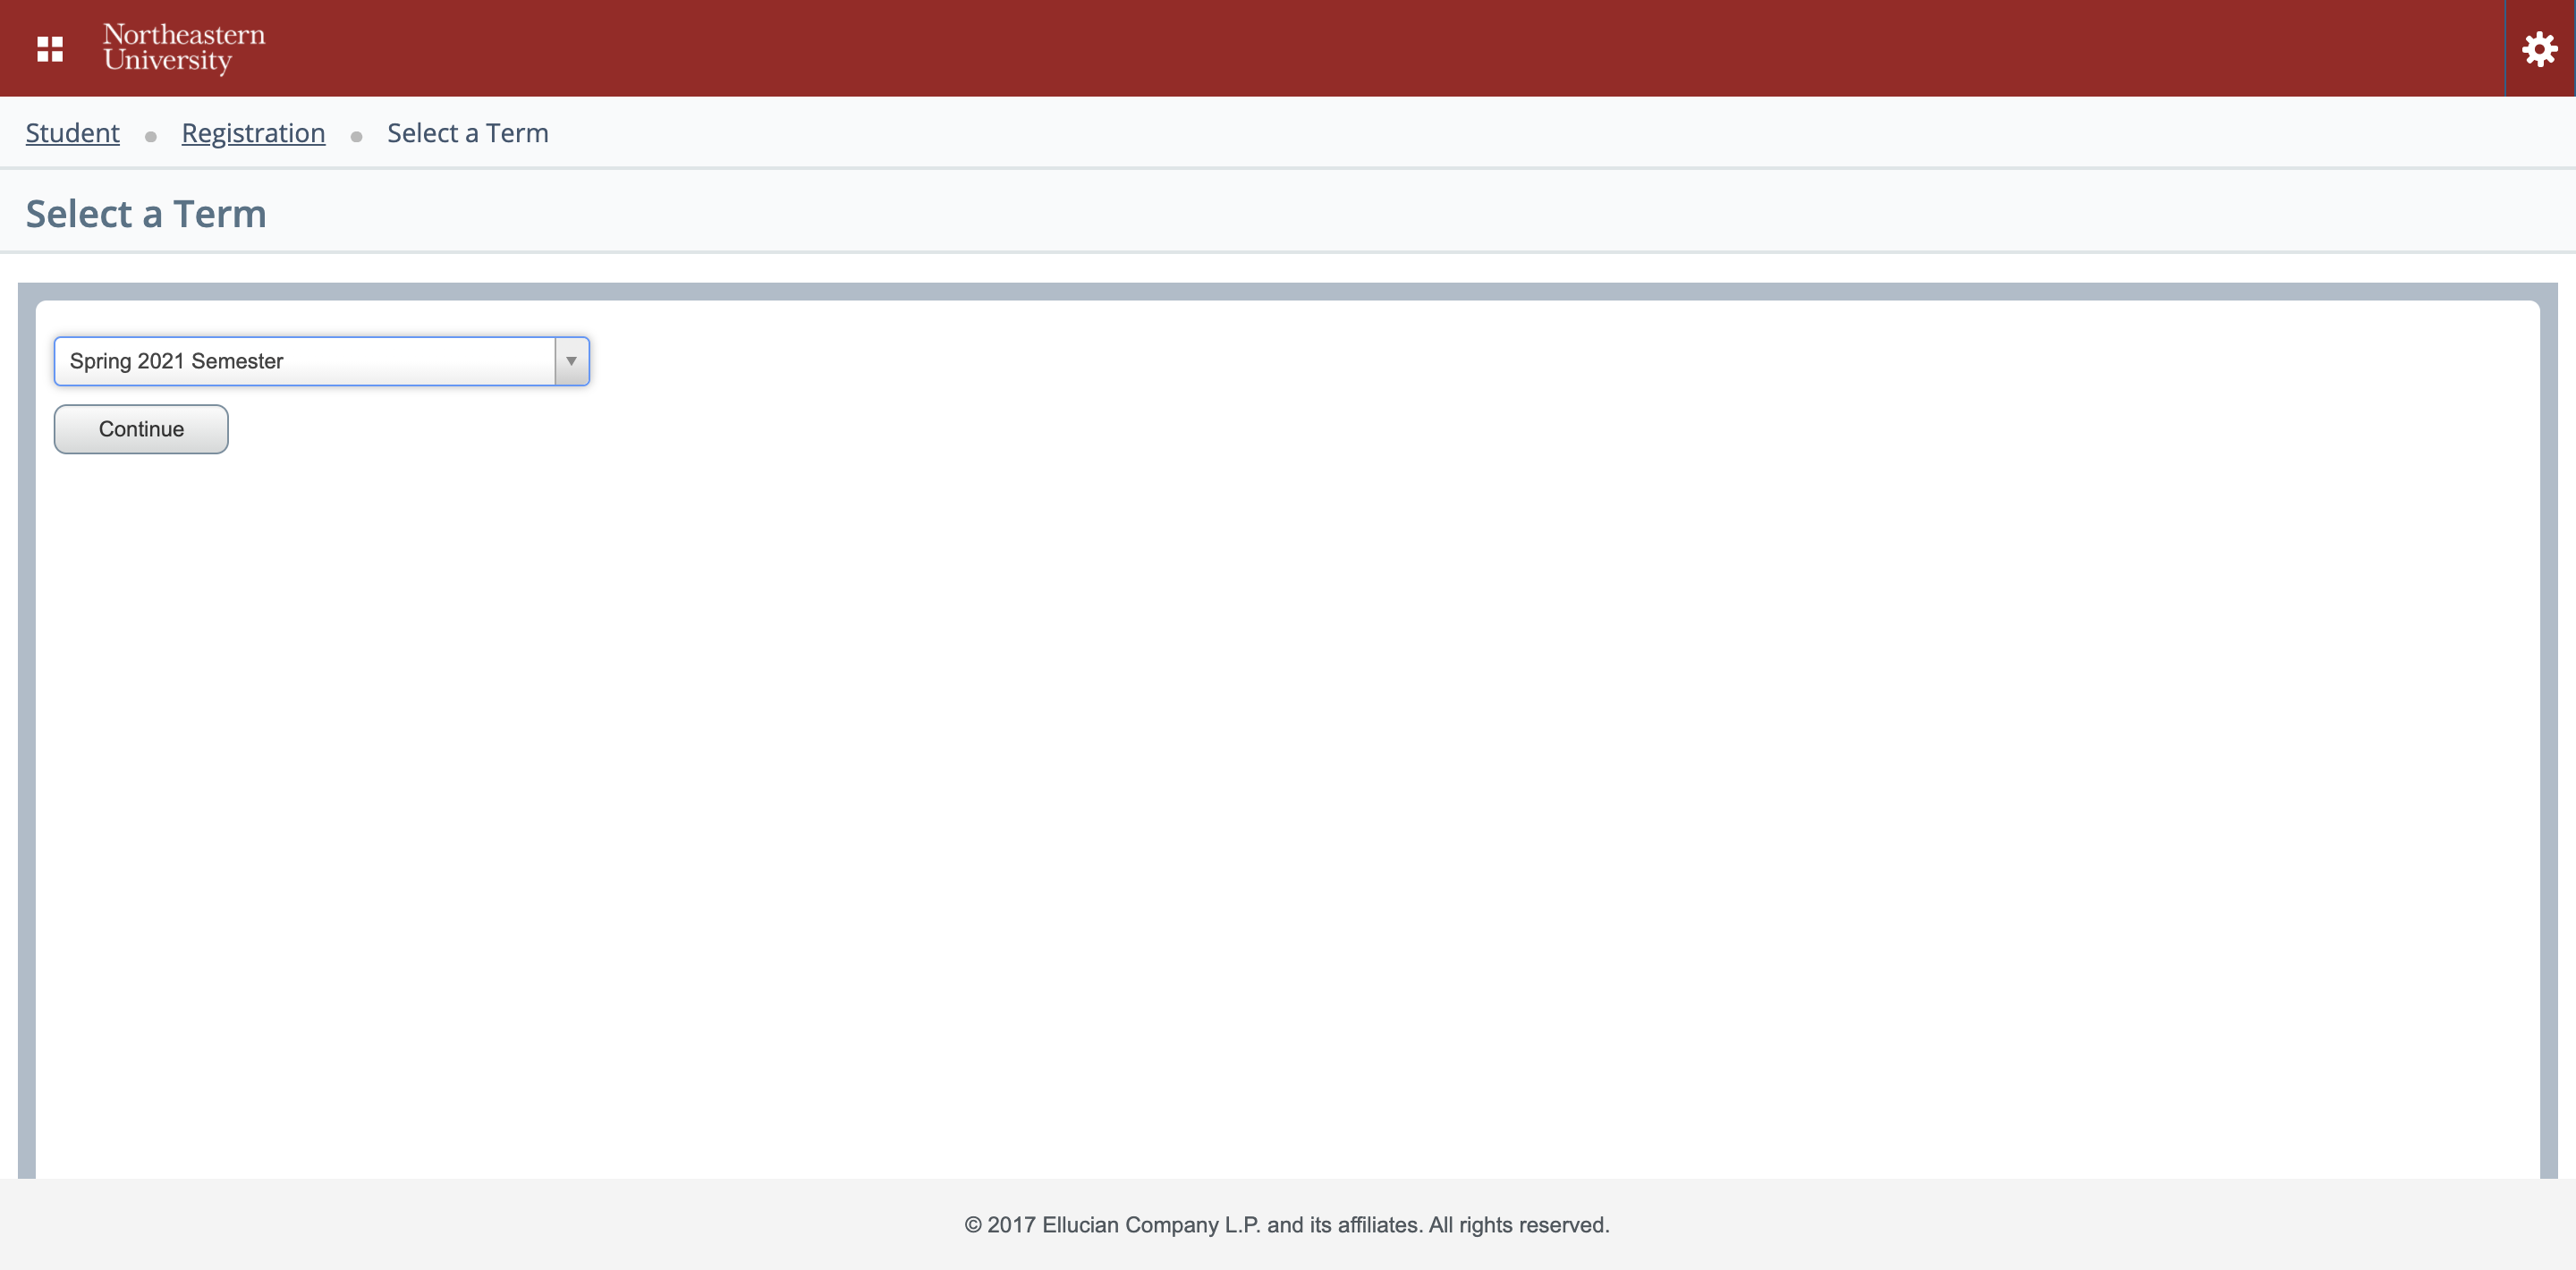 Northeastern
University
Student Registration Select a Term
Select a Term
Spring 2021 Semester
Continue
© 2017 Ellucian Company L.P. and its affiliates. All rights reserved.